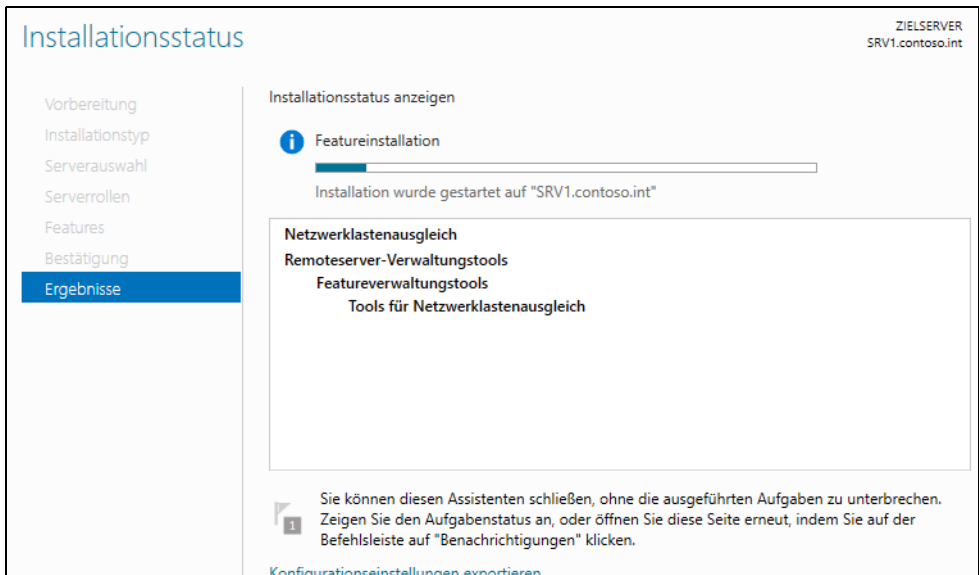 Installationsstatus
ZIELSERVER
SRV1.contoso.int
Vorbereitung
Installationstyp
Serverauswahl
Serverrollen
Features
Bestätigung
Ergebnisse
Installationsstatus anzeigen
Featureinstallation
Installation wurde gestartet auf "SRV1.contoso.int"
Netzwerklastenausgleich
Remoteserver-Verwaltungstools
Featureverwaltungstools
Tools für Netzwerklastenausgleich
1
Sie können diesen Assistenten schließen, ohne die ausgeführten Aufgaben zu unterbrechen.
Zeigen Sie den Aufgabenstatus an, oder öffnen Sie diese Seite erneut, indem Sie auf der
Befehlsleiste auf "Benachrichtigungen" klicken.
Konfigurationseinstellungen exportieren